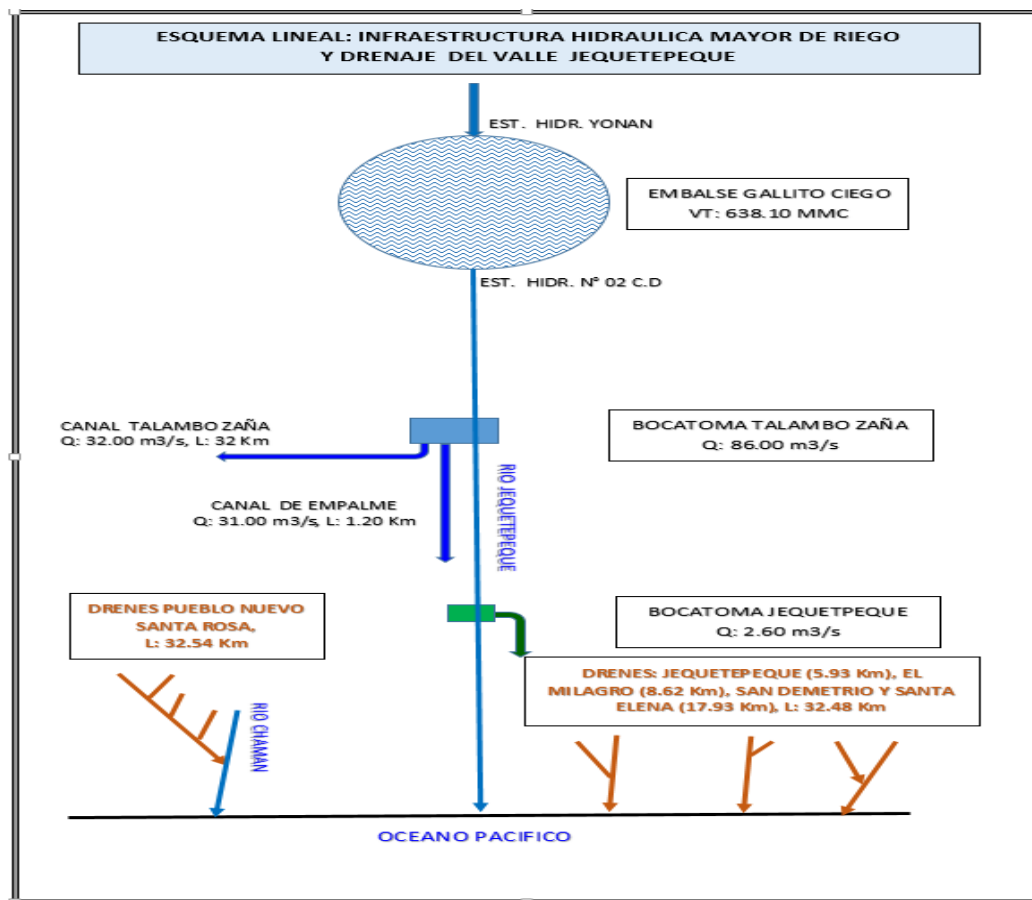 ESQUEMA LINEAL: INFRAESTRUCTURA HIDRAULICA MAYOR DE RIEGO
Y DRENAJE DEL VALLE JEQUETEPEQUE
EST. HIDR. YONAN
EMBALSE GALLITO CIEGO
VT: 638.10 MMC
EST. HIDR. N° 02 C.D
CANAL TALAMBO ZAÑA
Q: 32.00 m3/s, L: 32 Km
BOCATOMA TALAMBO ZAÑA
Q: 86.00 m3/s
RIO JEQUETEPEQUE
CANAL DE EMPALME
Q: 31.00 m3/s, L: 1.20 Km
DRENES PUEBLO NUEVO
SANTA ROSA,
L: 32.54 Km
BOCATOMA JEQUETPEQUE
Q: 2.60 m3/s
DRENES: JEQUETEPEQUE (5.93 Km), EL
MILAGRO (8.62 Km), SAN DEMETRIO Y SANTA
ELENA (17.93 Km), L: 32.48 Km
RIO CHAMAN
OCEANO PACIFICO